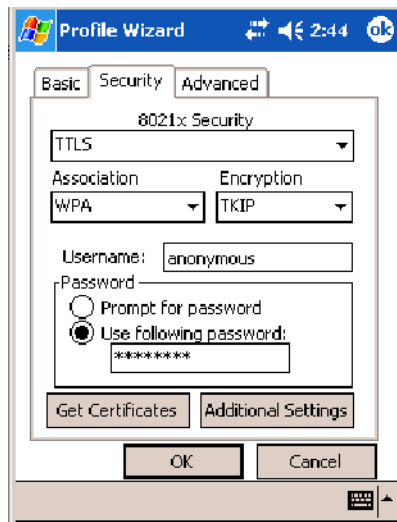 Profile Wizard 2:44 ok
Basic Security Advanced
8021x Security
TTLS
Association Encryption
WPA TKIP
Username: anonymous
Password
Prompt for password
Use following password:
********
Get Certificates Additional Settings
OK Cancel